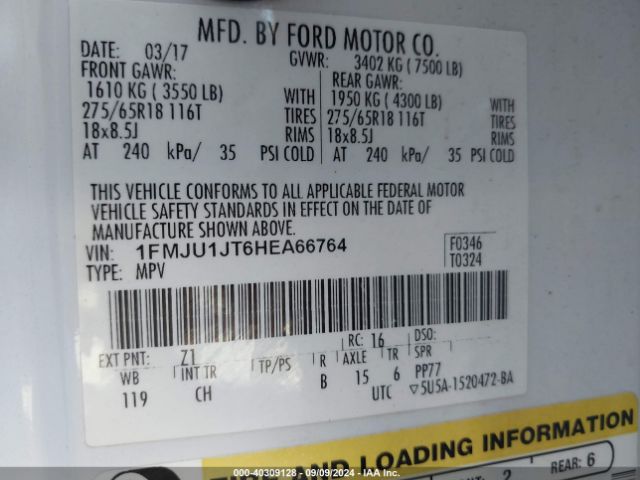 MFD. BY FORD MOTOR CO.
DATE: 03/17 GVWR: 3402 KG ( 7500 LB)
FRONT GAWR: REAR GAWR:
1610 KG ( 3550 LB) WITH 1950 KG ( 4300 LB) WITH
275/65R18 116T TIRES 275/65R18 116T TIRES
18x8.5J RIMS 18x8.5J RIMS
AT 240 kPa/ 35 PSI COLD AT 240 kPa/ 35 PSI COLD
THIS VEHICLE CONFORMS TO ALL APPLICABLE FEDERAL MOTOR
VEHICLE SAFETY STANDARDS IN EFFECT ON THE DATE OF
MANUFACTURE SHOWN ABOVE.
VIN: 1FMJU1JT6HEA66764 F0346
TYPE: MPV T0324
EXT PNT: Z1 RC: 16 DSO:
WB INT TR TP/PS R AXLE TR SPR
119 CH B 15 6 PP77
UTC ▽5U5A-1520472-BA
AND LOADING INFORMATION
2 REAR: 6
000-40309128 - 09/09/2024 - IAA Inc.